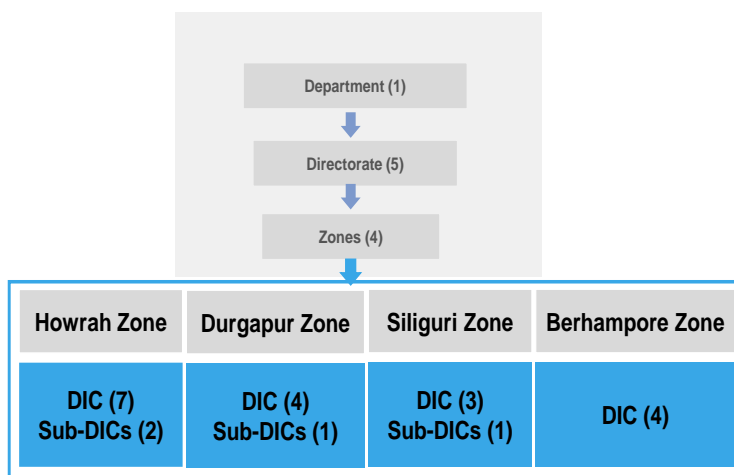 Department (1)
Directorate (5)
Zones (4)
Howrah Zone
Durgapur Zone
Siliguri Zone
Berhampore Zone
DIC (7)
Sub-DICs (2)
DIC (4)
Sub-DICs (1)
DIC (3)
Sub-DICs (1)
DIC (4)